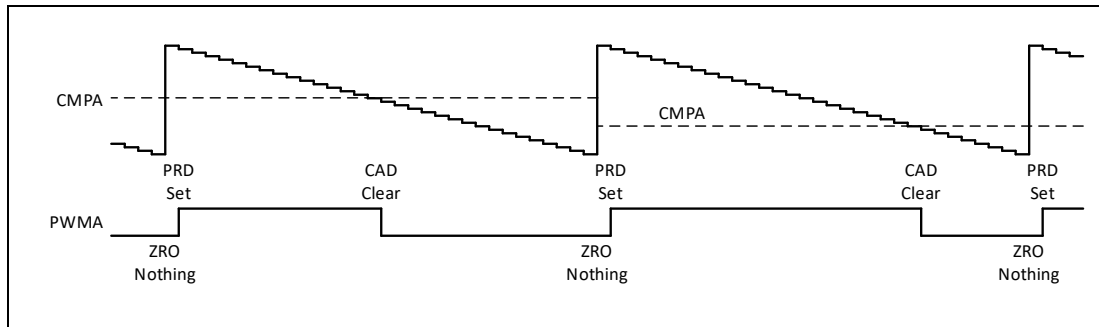 CMPA
CMPA
PRD
Set
CAD
Clear
PRD
Set
CAD
Clear
PRD
Set
PWMA
ZRO
Nothing
ZRO
Nothing
ZRO
Nothing